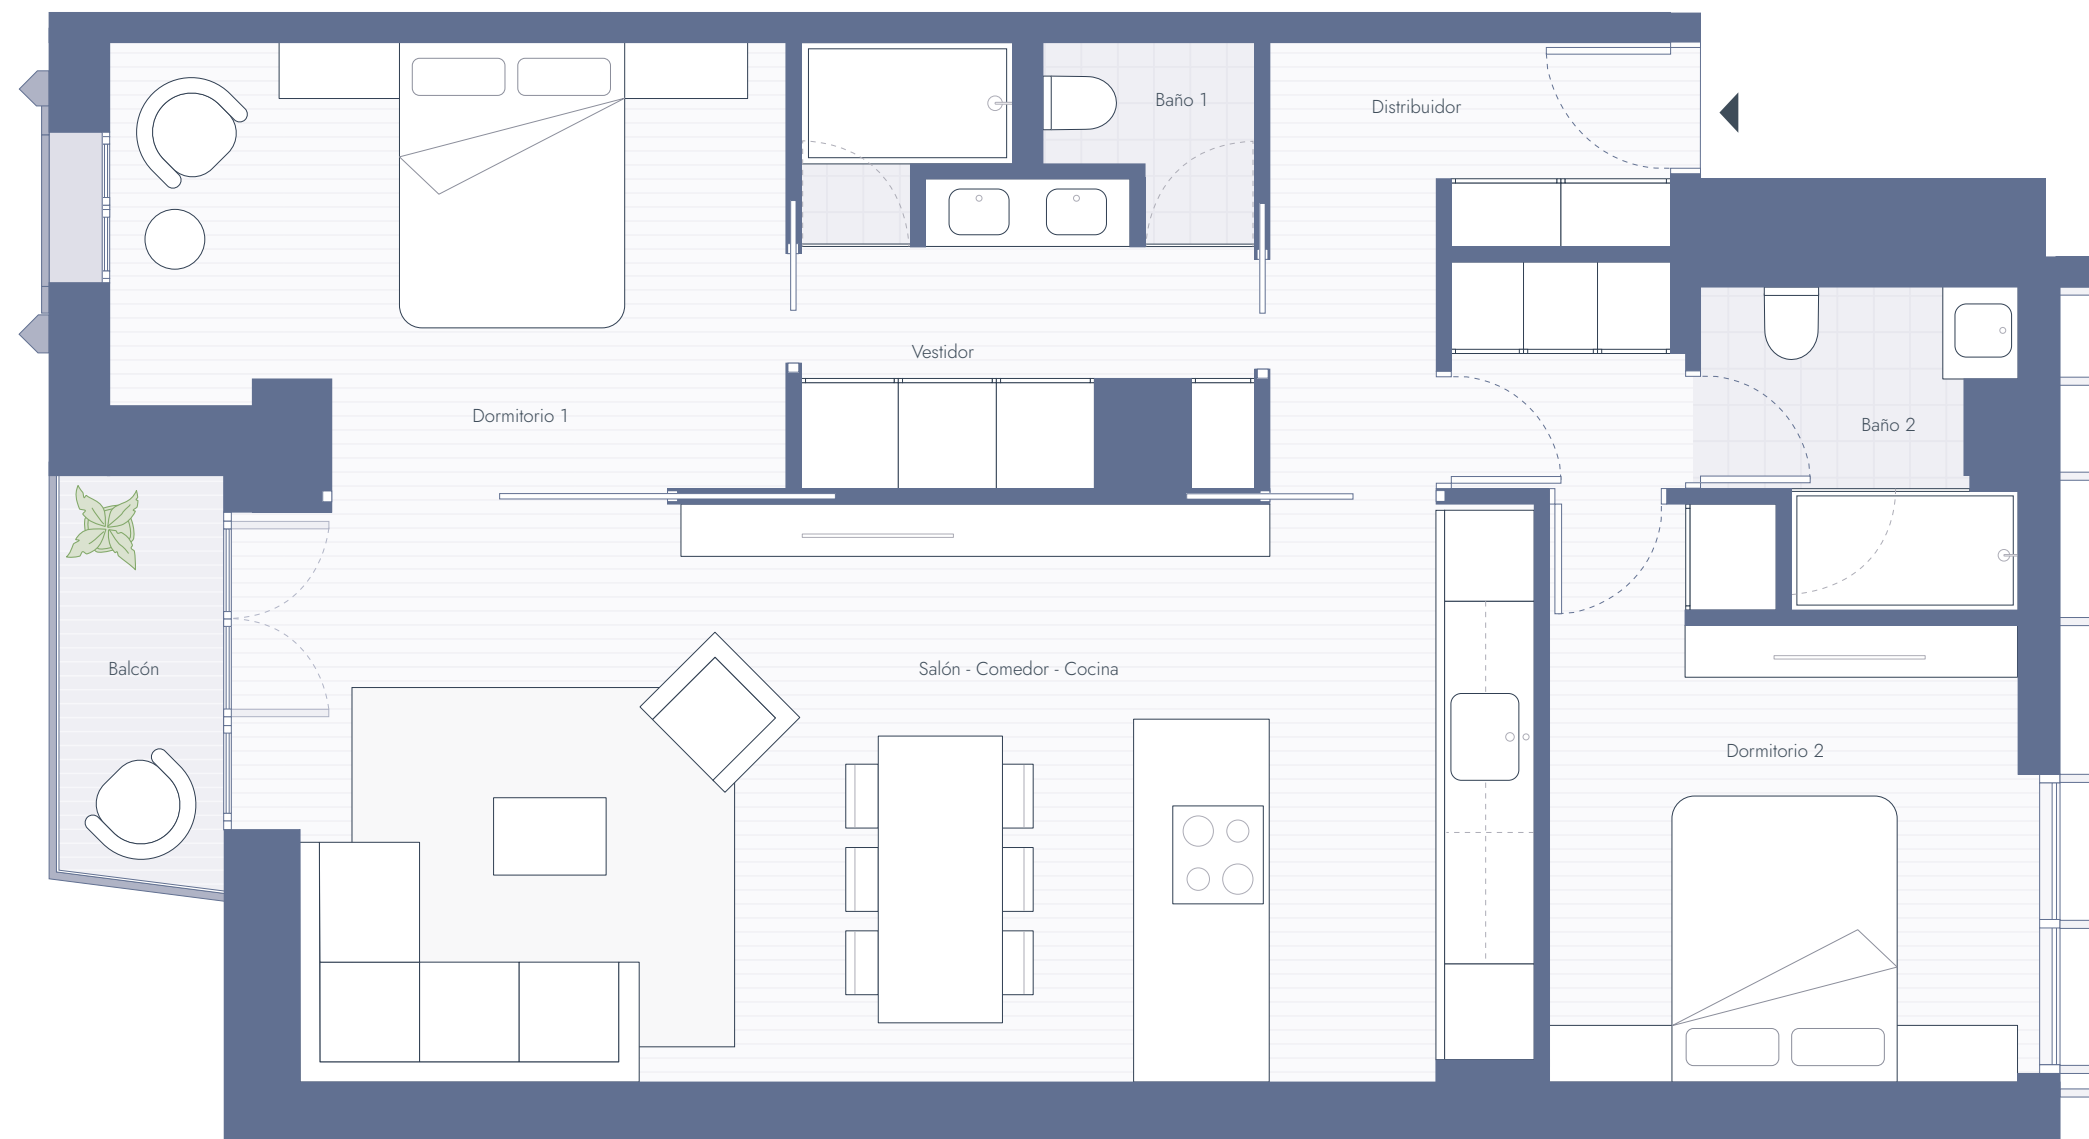 Baño 1
Distribuidor
Vestidor
Dormitorio 1
Baño 2
Balcón
Salón - Comedor - Cocina
Dormitorio 2